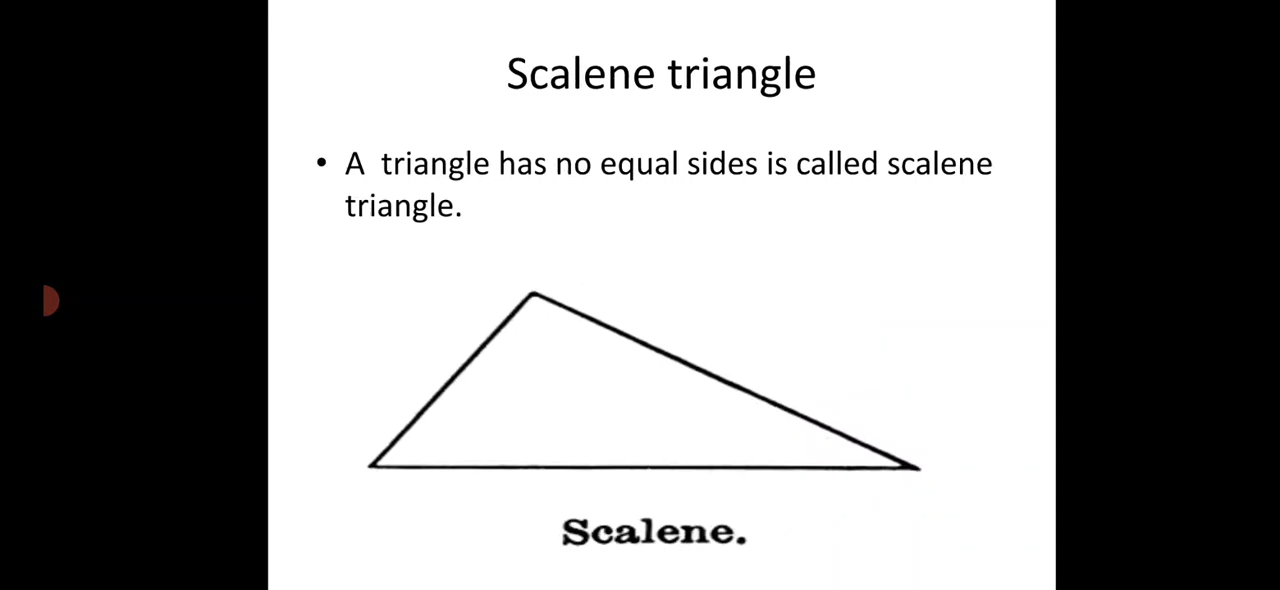 Scalene triangle
• A  triangle has no equal sides is called scalene
triangle.
Scalene.